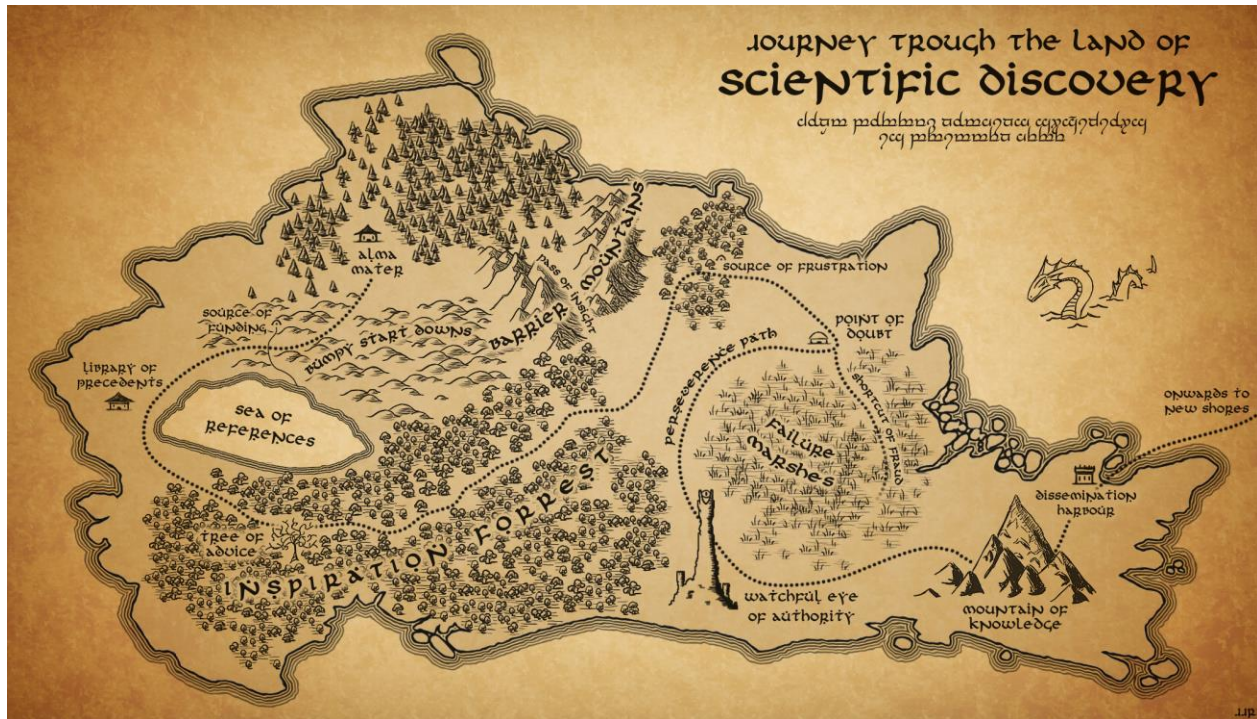 Journey trough the land of
Scientific Discovery
Alma
Mater
Source of
Funding
Bumpy Start Downs
Pass of Insight
Barrier Mountains
Source of Frustration
Library of
Precedents
Sea of
References
Point of
Doubt
Perseverence Path
Shortcut of Fraud
Failure
Marshes
Onwards to
New Shores
Dissemination
Harbour
Tree of
Advice
Inspiration Forrest
Watchful Eye
of Authority
Mountain of
Knowledge